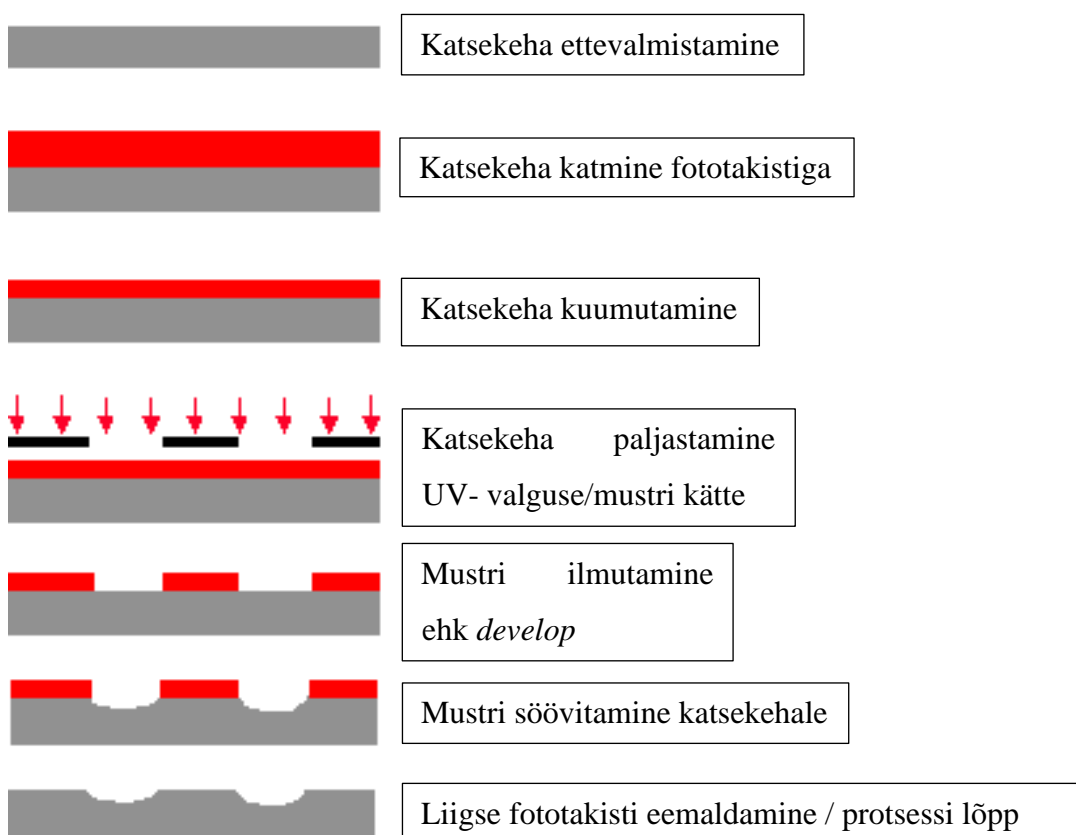 Katsekeha ettevalmistamine
Katsekeha katmine fototakistiga
Katsekeha kuumutamine
Katsekeha paljastamine
UV- valguse/mustri kätte
Mustri ilmutamine
ehk develop
Mustri söövitamine katsekehale
Liigse fototakisti eemaldamine / protsessi lõpp